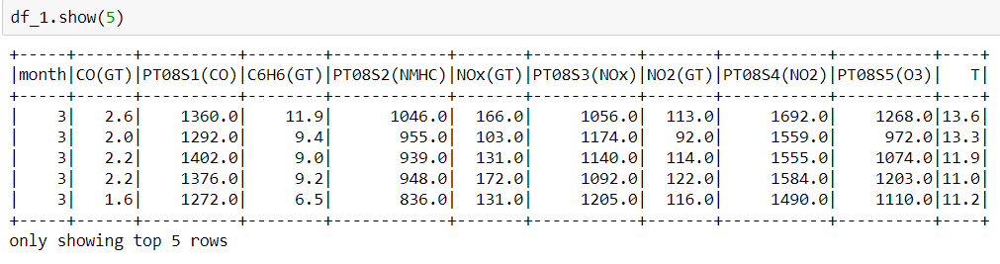 df_1.show(5)
+-----+------+-----------+--------+-------------+-------+------------+-------+------------+-----------+----+
|month|CO(GT)|PT08S1(CO)|C6H6(GT)|PT08S2(NMHC)|NOx(GT)|PT08S3(NOx)|NO2(GT)|PT08S4(NO2)|PT08S5(O3)|   T|
+-----+------+----------+--------+------------+-------+-----------+-------+-----------+----------+----+
|    3|   2.6|    1360.0|    11.9|      1046.0|  166.0|     1056.0|  113.0|     1692.0|    1268.0|13.6|
|    3|   2.0|    1292.0|     9.4|       955.0|  103.0|     1174.0|   92.0|     1559.0|     972.0|13.3|
|    3|   2.2|    1402.0|     9.0|       939.0|  131.0|     1140.0|  114.0|     1555.0|    1074.0|11.9|
|    3|   2.2|    1376.0|     9.2|       948.0|  172.0|     1092.0|  122.0|     1584.0|    1203.0|11.0|
|    3|   1.6|    1272.0|     6.5|       836.0|  131.0|     1205.0|  116.0|     1490.0|    1110.0|11.2|
+-----+------+----------+--------+------------+-------+-----------+-------+-----------+----------+----+
only showing top 5 rows